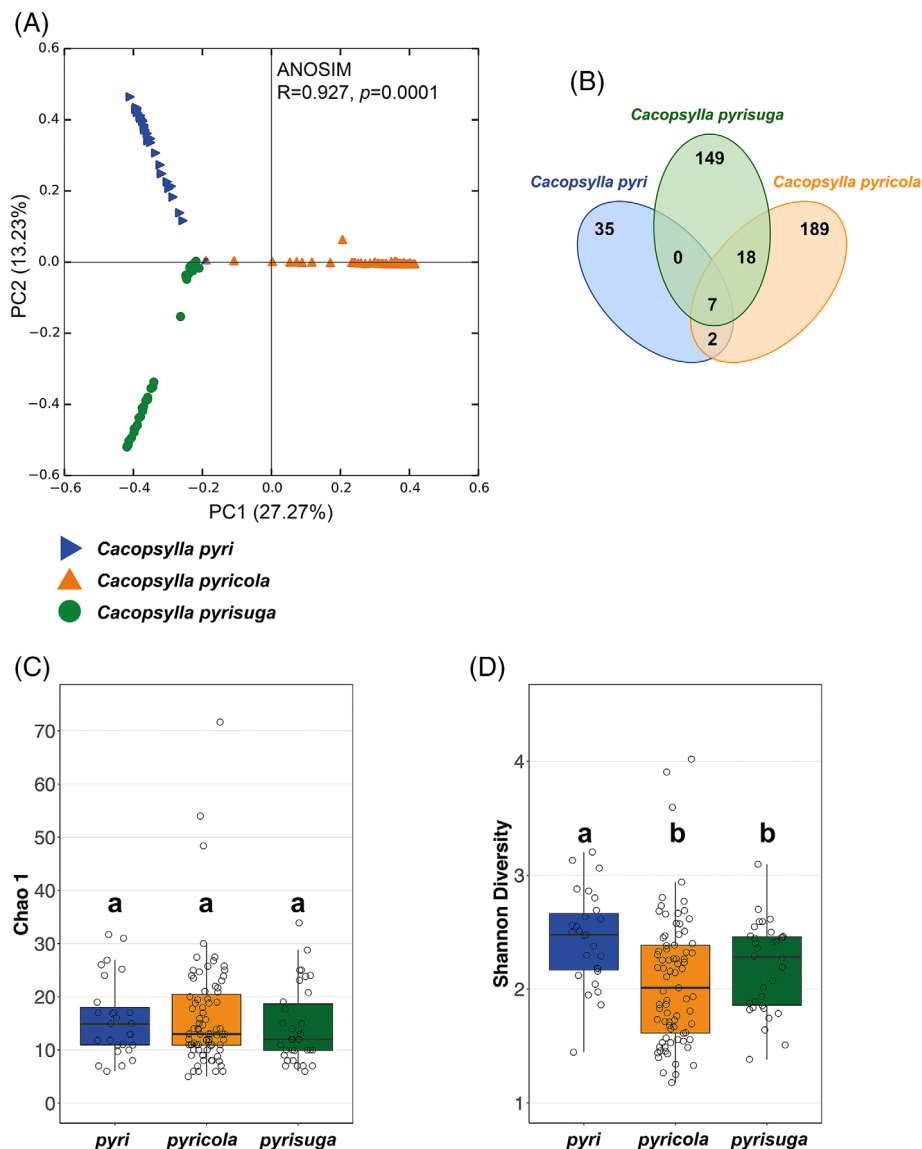 (A)
0.6
0.4
0.2
0.0
−0.2
−0.4
−0.6
PC2 (13.23%)
ANOSIM
R=0.927, p=0.0001
−0.6
−0.4
−0.2
0.0
0.2
0.4
0.6
PC1 (27.27%)
Cacopsylla pyri
Cacopsylla pyricola
Cacopsylla pyrisuga
(B)
Cacopsylla pyrisuga
149
Cacopsylla pyri
Cacopsylla pyricola
35
189
0
18
7
2
(C)
Chao 1
70
60
50
40
30
20
10
0
a
a
a
pyri
pyricola
pyrisuga
(D)
Shannon Diversity
4
3
2
1
a
b
b
pyri
pyricola
pyrisuga